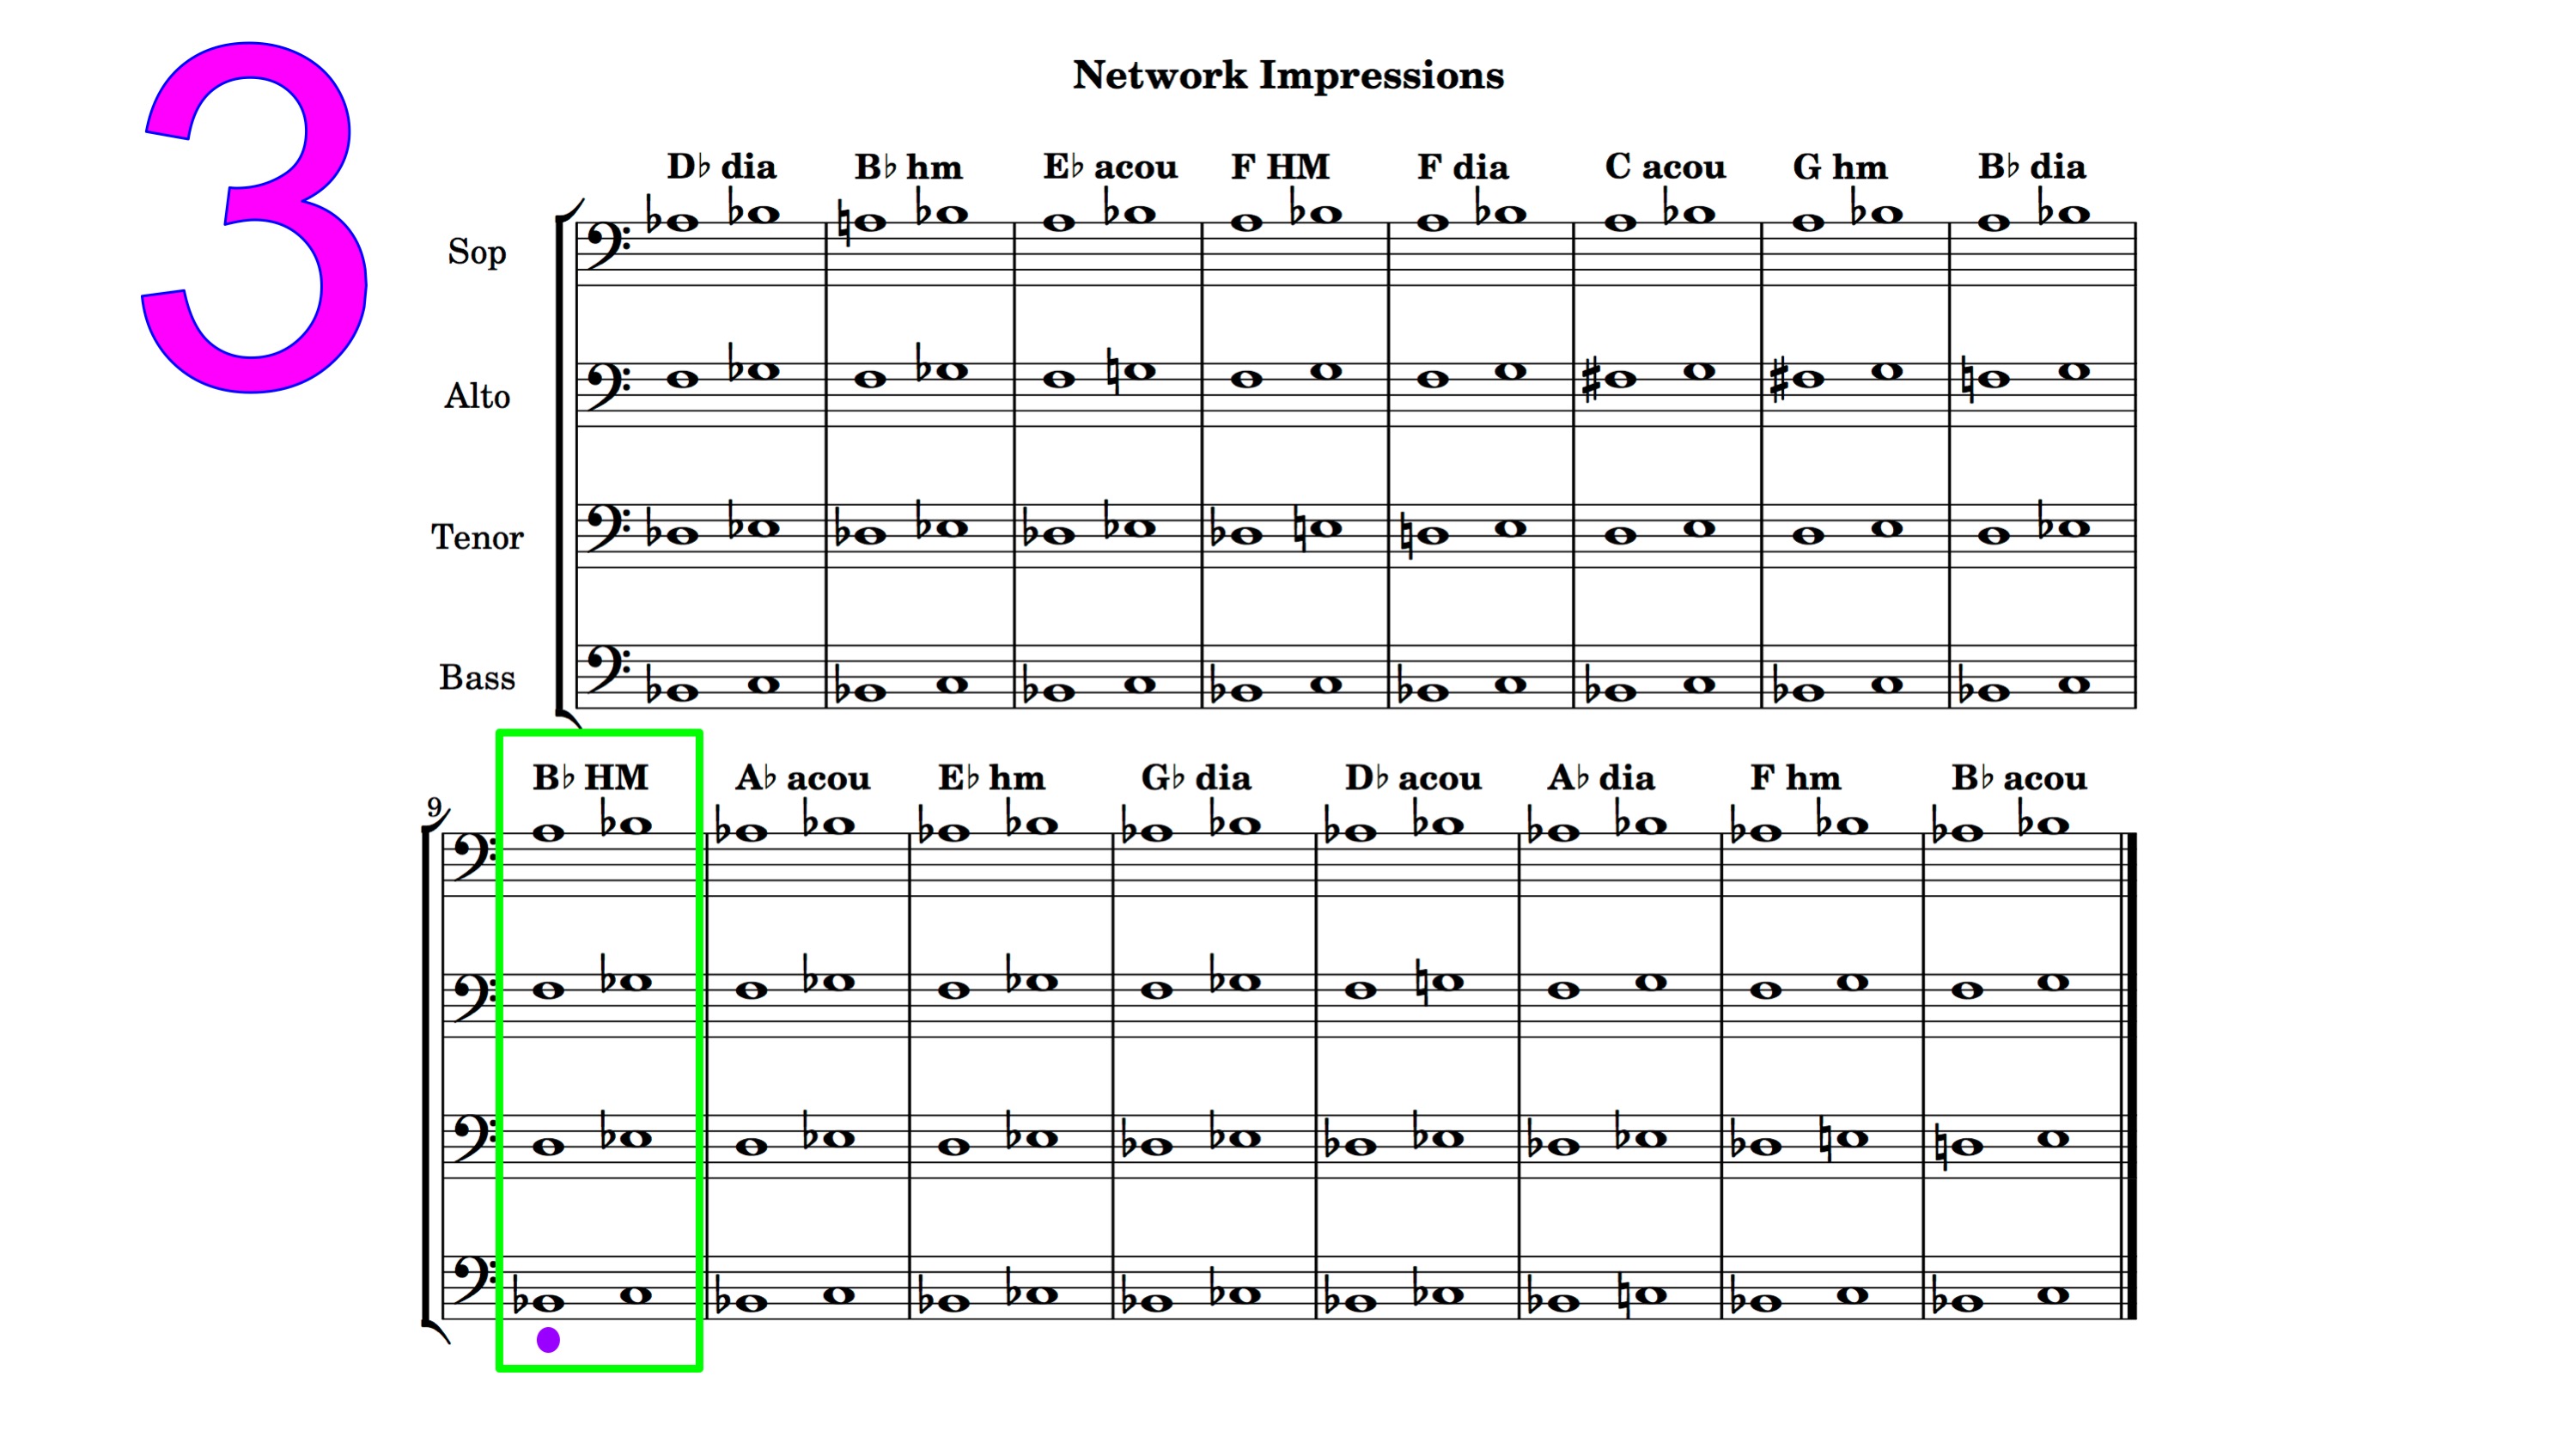 3
Network Impressions
D♭ dia B♭ hm E♭ acou F HM F dia C acou G hm B♭ dia
Sop
Alto
Tenor
Bass
B♭ HM A♭ acou E♭ hm G♭ dia D♭ acou A♭ dia F hm B♭ acou
9